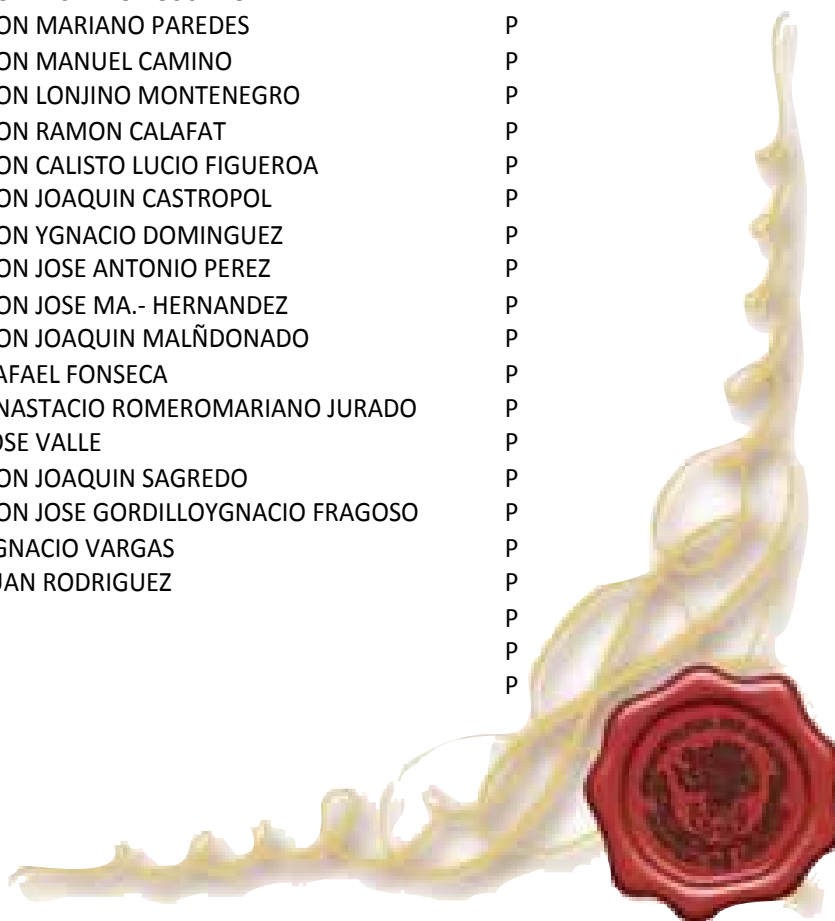 ON MARIANO PAREDES P
ON MANUEL CAMINO P
ON LONJINO MONTENEGRO P
ON RAMON CALAFAT P
ON CALISTO LUCIO FIGUEROA P
ON JOAQUIN CASTROPOL P
ON YGNACIO DOMINGUEZ P
ON JOSE ANTONIO PEREZ P
ON JOSE MA.- HERNANDEZ P
ON JOAQUIN MALÑDONADO P
AFAEL FONSECA P
NASTACIO ROMEROMARIANO JURADO P
OSE VALLE P
ON JOAQUIN SAGREDO P
ON JOSE GORDILLOYGNACIO FRAGOSO P
GNACIO VARGAS P
UAN RODRIGUEZ P
P
P
P